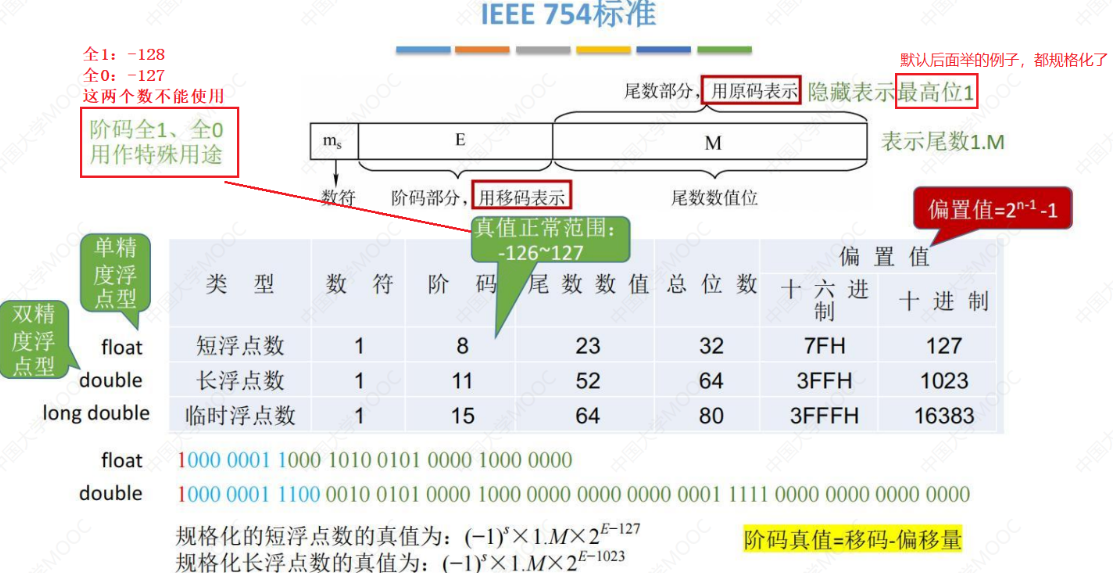 IEEE 754标准
全1：-128
全0：-127
这两个数不能使用
阶码全1、全0
用作特殊用途
默认后面举的例子，都规格化了
尾数部分，用原码表示 隐藏表示最高位1
mₛ E M
表示尾数1.M
数符 阶码部分，用移码表示 尾数数值位
偏置值=2ⁿ⁻¹-1
真值正常范围：
-126~127
单精
度浮
点型
双精
度浮
点型
类 型 数 符 阶 码 尾数数值 总位数 偏 置 值
十六进
制
十进制
float 短浮点数 1 8 23 32 7FH 127
double 长浮点数 1 11 52 64 3FFH 1023
long double 临时浮点数 1 15 64 80 3FFFH 16383
float 1000 0001 1000 1010 0101 0000 1000 0000
double 1000 0001 1100 0010 0101 0000 1000 0000 0000 0000 0001 1111 0000 0000 0000 0000
规格化的短浮点数的真值为：(−1)ˢ×1.M×2ᴱ⁻¹²⁷
规格化长浮点数的真值为：(−1)ˢ×1.M×2ᴱ⁻¹⁰²³
阶码真值=移码-偏移量